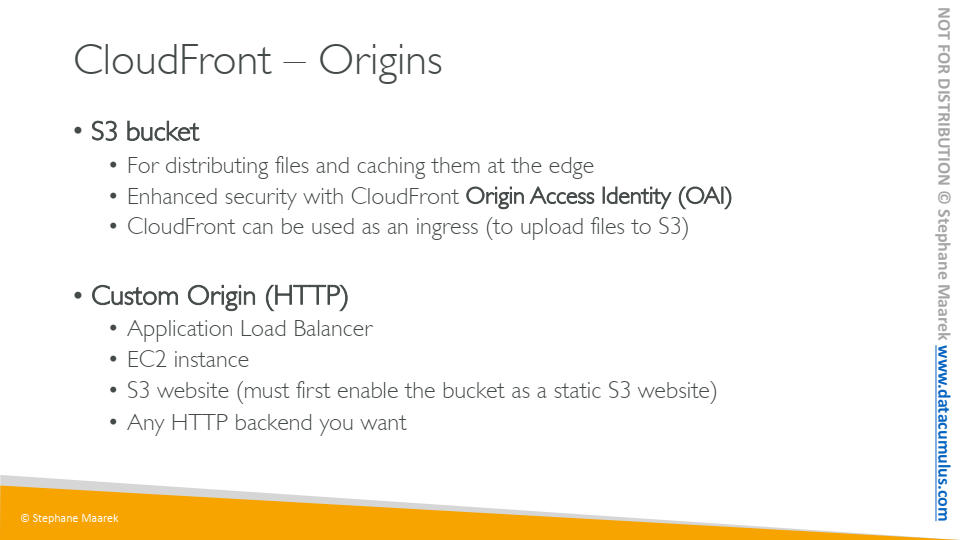 CloudFront – Origins
• S3 bucket
• For distributing files and caching them at the edge
• Enhanced security with CloudFront Origin Access Identity (OAI)
• CloudFront can be used as an ingress (to upload files to S3)
• Custom Origin (HTTP)
• Application Load Balancer
• EC2 instance
• S3 website (must first enable the bucket as a static S3 website)
• Any HTTP backend you want
© Stephane Maarek
NOT FOR DISTRIBUTION © Stephane Maarek www.datacumulus.com